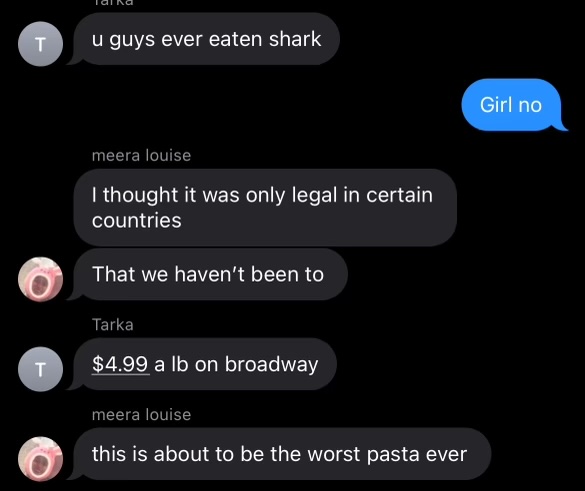 Tarka
T
u guys ever eaten shark
Girl no
meera louise
I thought it was only legal in certain
countries
That we haven't been to
Tarka
T
$4.99 a lb on broadway
meera louise
this is about to be the worst pasta ever